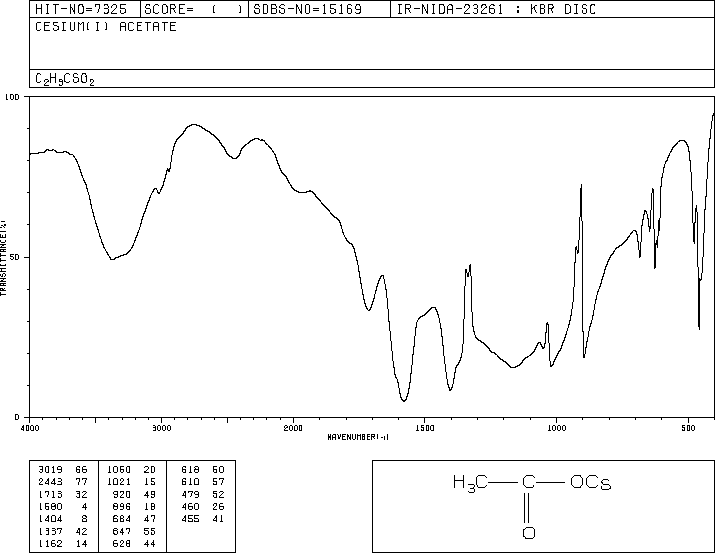 HIT-NO=7325 SCORE= ( ) SDBS-NO=15169 IR-NIDA-23261 : KBR DISC
CESIUM(I) ACETATE
C2H3CSO2
100
50
0
TRANSMITTANCE(%)
4000 3000 2000 1500 1000 500
WAVENUMBER(-1)
3019 66 1060 20 618 60
2443 77 1021 15 610 57
1713 32 920 49 479 52
1580 4 896 18 460 26
1404 8 684 47 455 41
1337 42 647 55
1162 14 628 44
H3C C OCs
O